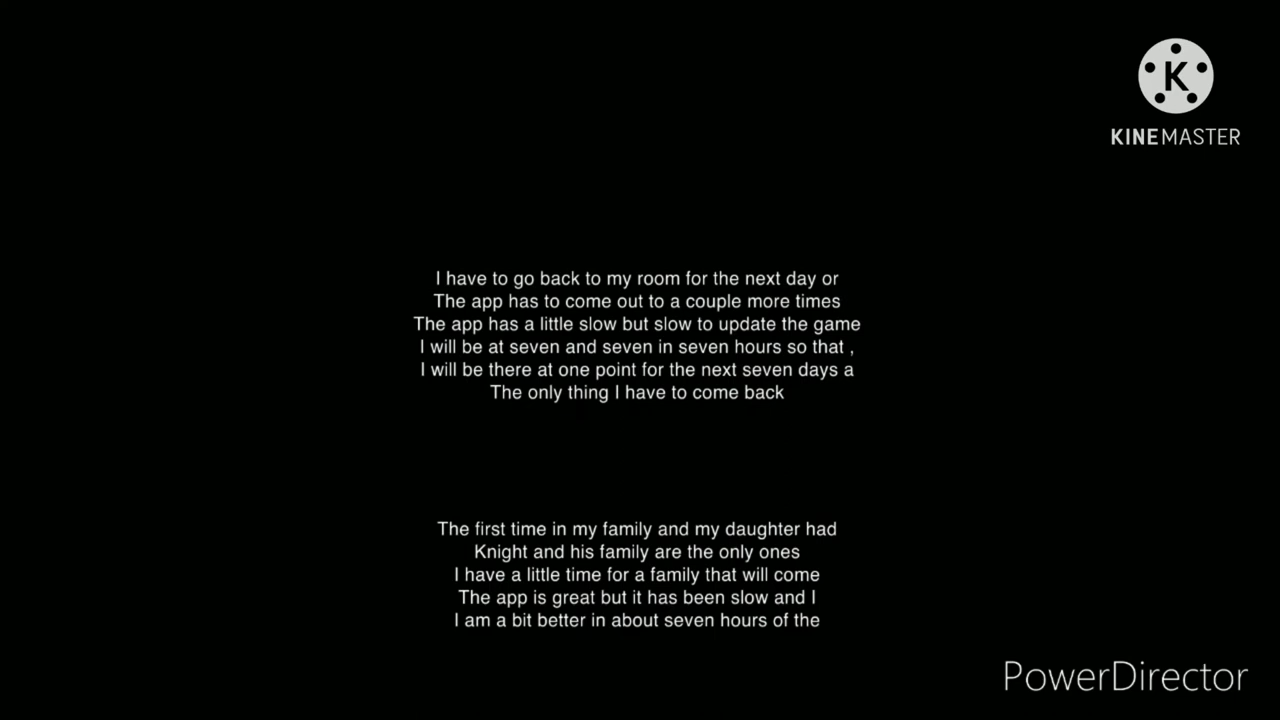 K
KINEMASTER
I have to go back to my room for the next day or
The app has to come out to a couple more times
The app has a little slow but slow to update the game
I will be at seven and seven in seven hours so that ,
I will be there at one point for the next seven days a
The only thing I have to come back
The first time in my family and my daughter had
Knight and his family are the only ones
I have a little time for a family that will come
The app is great but it has been slow and I
I am a bit better in about seven hours of the
PowerDirector